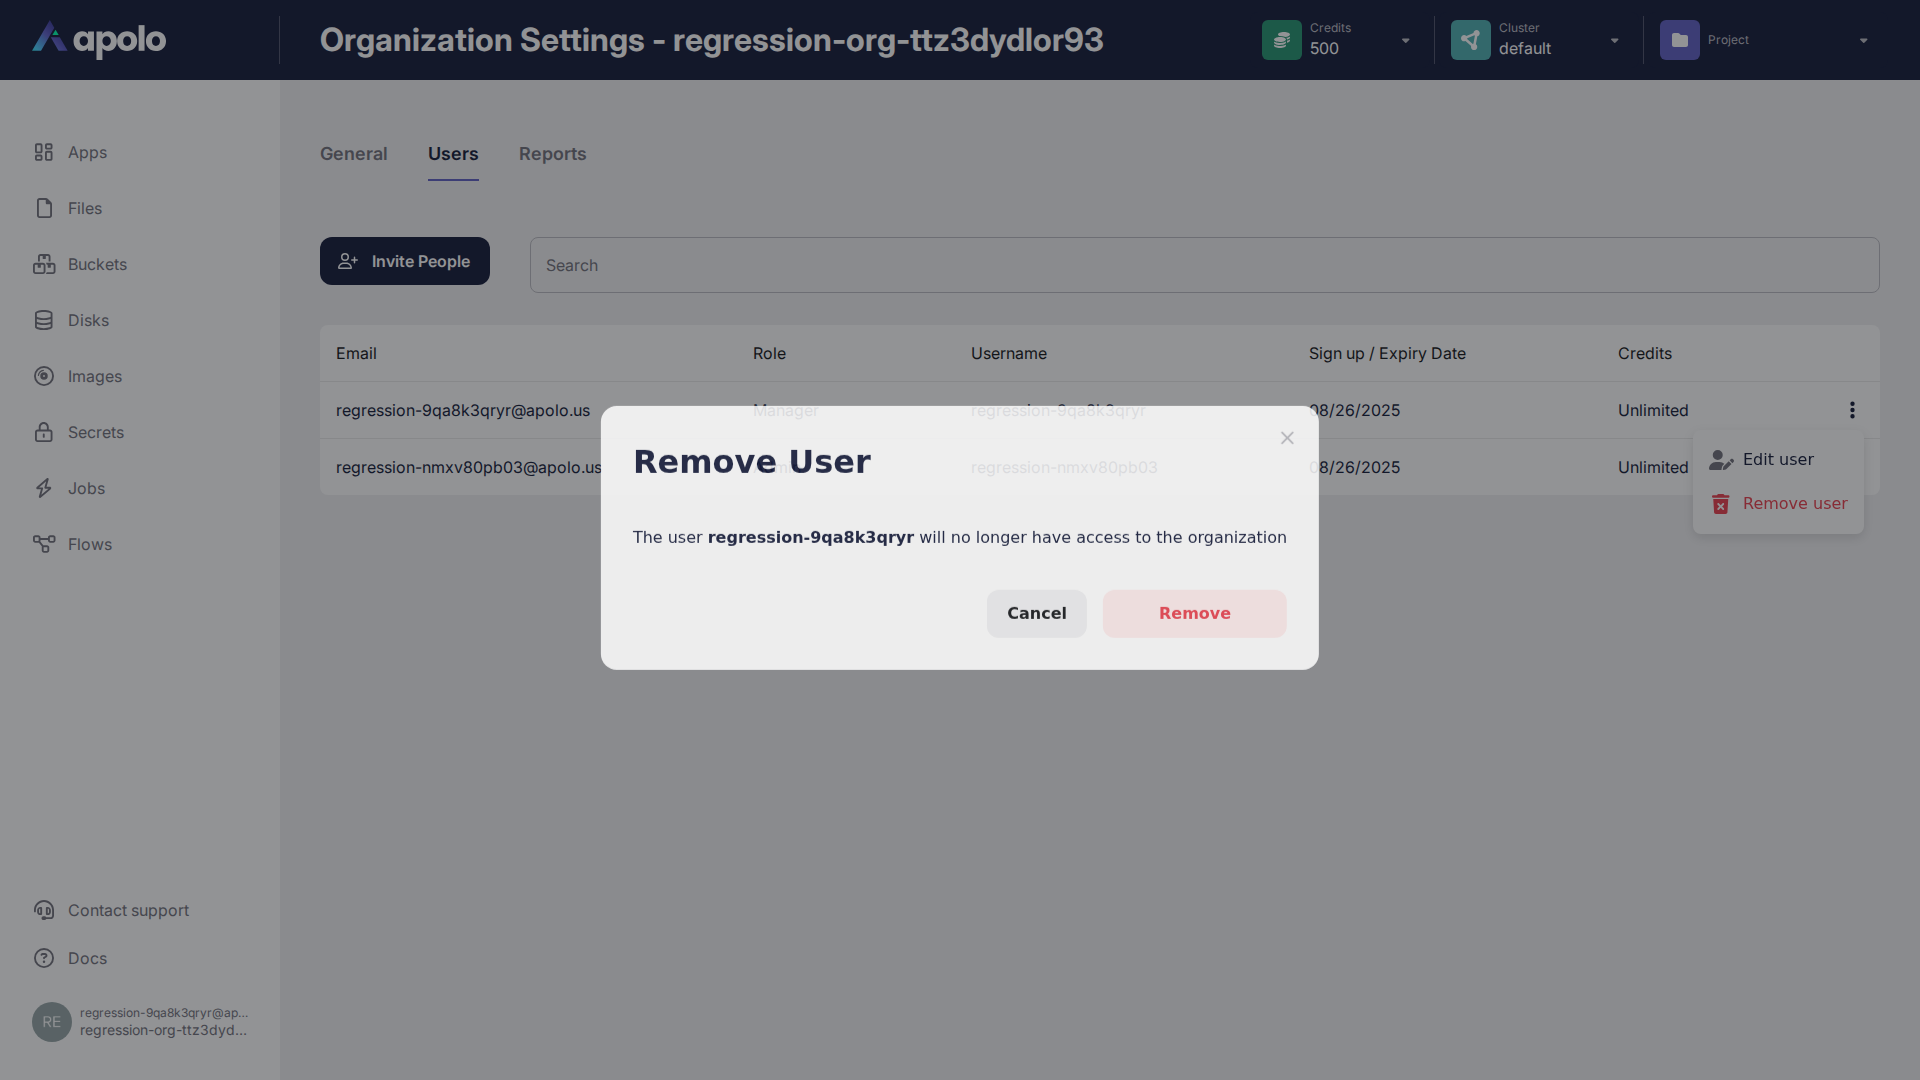 apolo
Organization Settings - regression-org-ttz3dydlor93
Credits
500
Cluster
default
Project
Apps
Files
Buckets
Disks
Images
Secrets
Jobs
Flows
General Users Reports
Invite People
Search
Email Role Username Sign up / Expiry Date Credits
regression-9qa8k3qryr@apolo.us Manager regression-9qa8k3qryr 08/26/2025 Unlimited
regression-nmxv80pb03@apolo.us regression-nmxv80pb03 08/26/2025 Unlimited
Edit user
Remove user
Remove User
The user regression-9qa8k3qryr will no longer have access to the organization
Cancel
Remove
Contact support
Docs
RE
regression-9qa8k3qryr@ap...
regression-org-ttz3dyd...